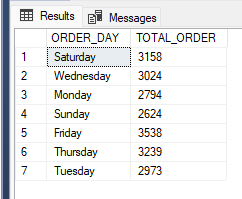 Results Messages
ORDER_DAY TOTAL_ORDER
1 Saturday 3158
2 Wednesday 3024
3 Monday 2794
4 Sunday 2624
5 Friday 3538
6 Thursday 3239
7 Tuesday 2973